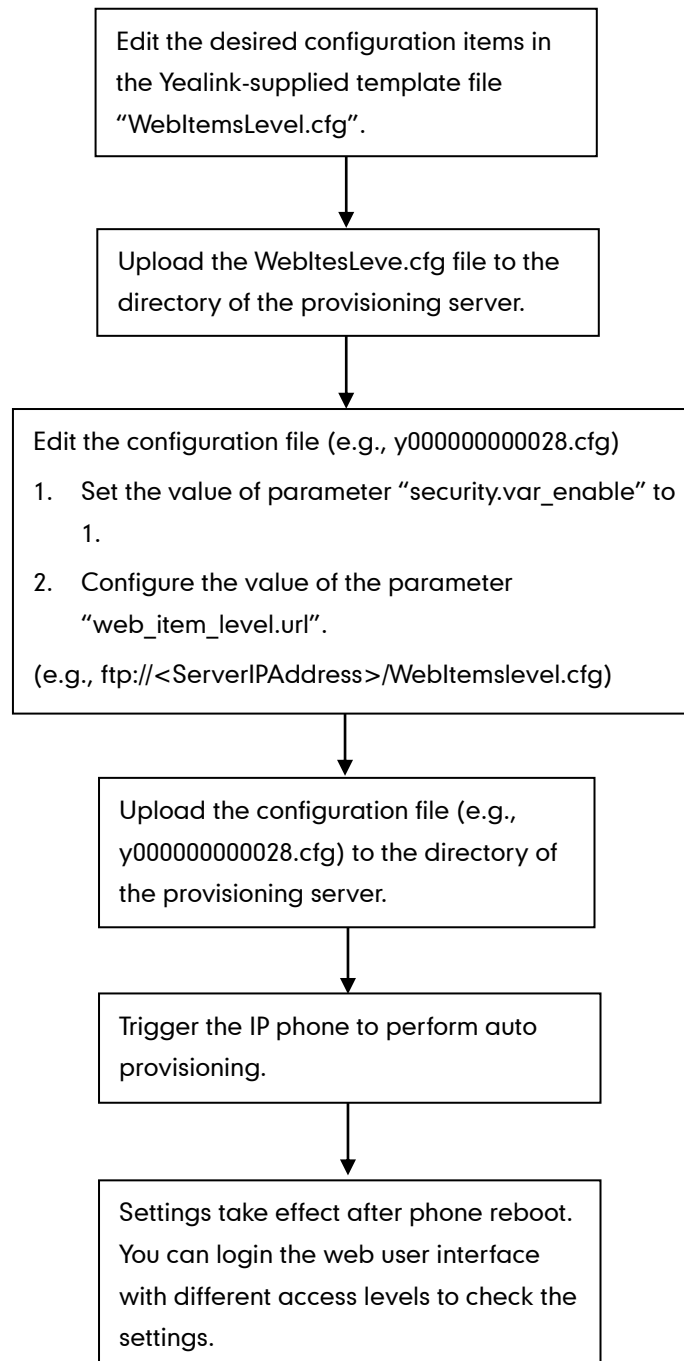 Edit the desired configuration items in
the Yealink-supplied template file
“WebItemsLevel.cfg”.
Upload the WebItesLeve.cfg file to the
directory of the provisioning server.
Edit the configuration file (e.g., y000000000028.cfg)
1. Set the value of parameter “security.var_enable” to
1.
2. Configure the value of the parameter
“web_item_level.url”.
(e.g., ftp://<ServerIPAddress>/WebItemslevel.cfg)
Upload the configuration file (e.g.,
y000000000028.cfg) to the directory of
the provisioning server.
Trigger the IP phone to perform auto
provisioning.
Settings take effect after phone reboot.
You can login the web user interface
with different access levels to check the
settings.